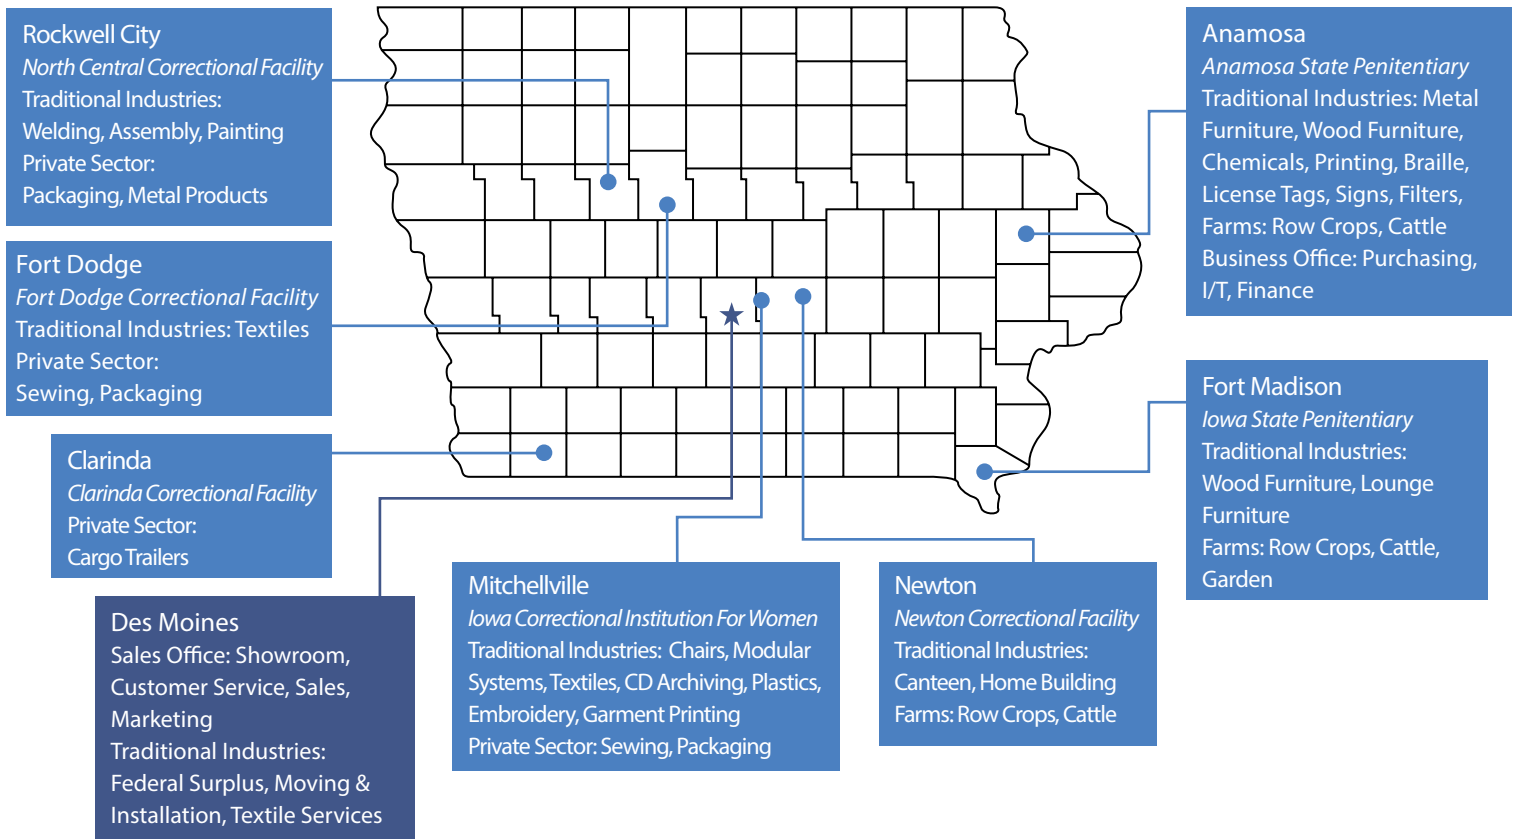 Rockwell City
North Central Correctional Facility
Traditional Industries:
Welding, Assembly, Painting
Private Sector:
Packaging, Metal Products
Fort Dodge
Fort Dodge Correctional Facility
Traditional Industries: Textiles
Private Sector:
Sewing, Packaging
Clarinda
Clarinda Correctional Facility
Private Sector:
Cargo Trailers
Des Moines
Sales Office: Showroom,
Customer Service, Sales,
Marketing
Traditional Industries:
Federal Surplus, Moving &
Installation, Textile Services
Mitchellville
Iowa Correctional Institution For Women
Traditional Industries:  Chairs, Modular
Systems, Textiles, CD Archiving, Plastics,
Embroidery, Garment Printing
Private Sector: Sewing, Packaging
Newton
Newton Correctional Facility
Traditional Industries:
Canteen, Home Building
Farms: Row Crops, Cattle
Anamosa
Anamosa State Penitentiary
Traditional Industries: Metal
Furniture, Wood Furniture,
Chemicals, Printing, Braille,
License Tags, Signs, Filters,
Farms: Row Crops, Cattle
Business Office: Purchasing,
I/T, Finance
Fort Madison
Iowa State Penitentiary
Traditional Industries:
Wood Furniture, Lounge
Furniture
Farms: Row Crops, Cattle,
Garden